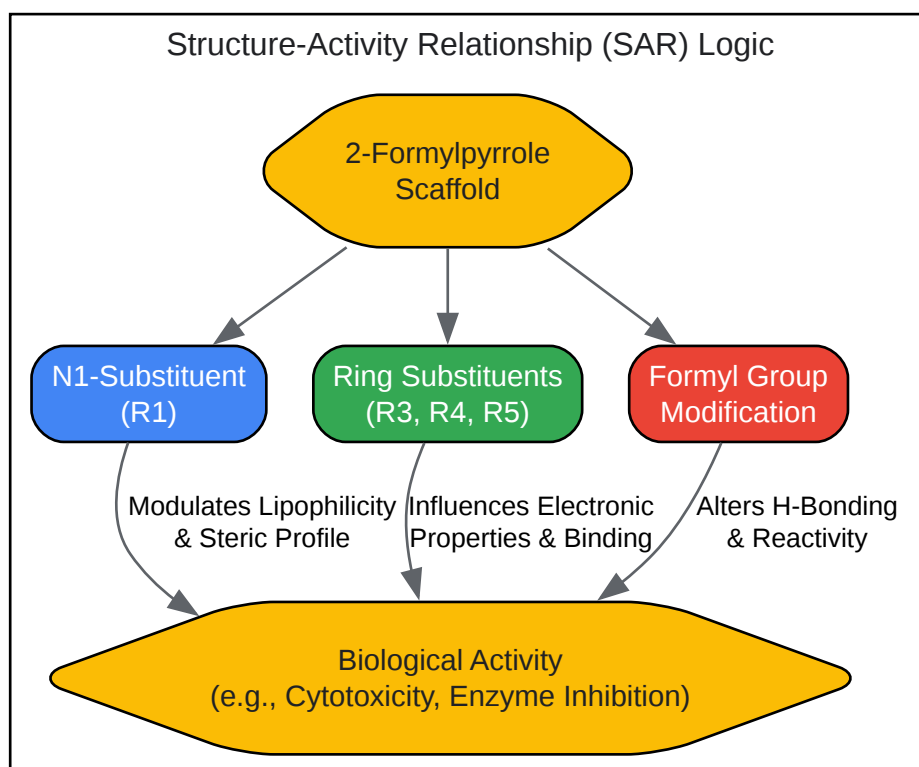 Structure-Activity Relationship (SAR) Logic
2-Formylpyrrole
Scaffold
N1-Substituent
(R1)
Ring Substituents
(R3, R4, R5)
Formyl Group
Modification
Modulates Lipophilicity
& Steric Profile
Influences Electronic
Properties & Binding
Alters H-Bonding
& Reactivity
Biological Activity
(e.g., Cytotoxicity, Enzyme Inhibition)